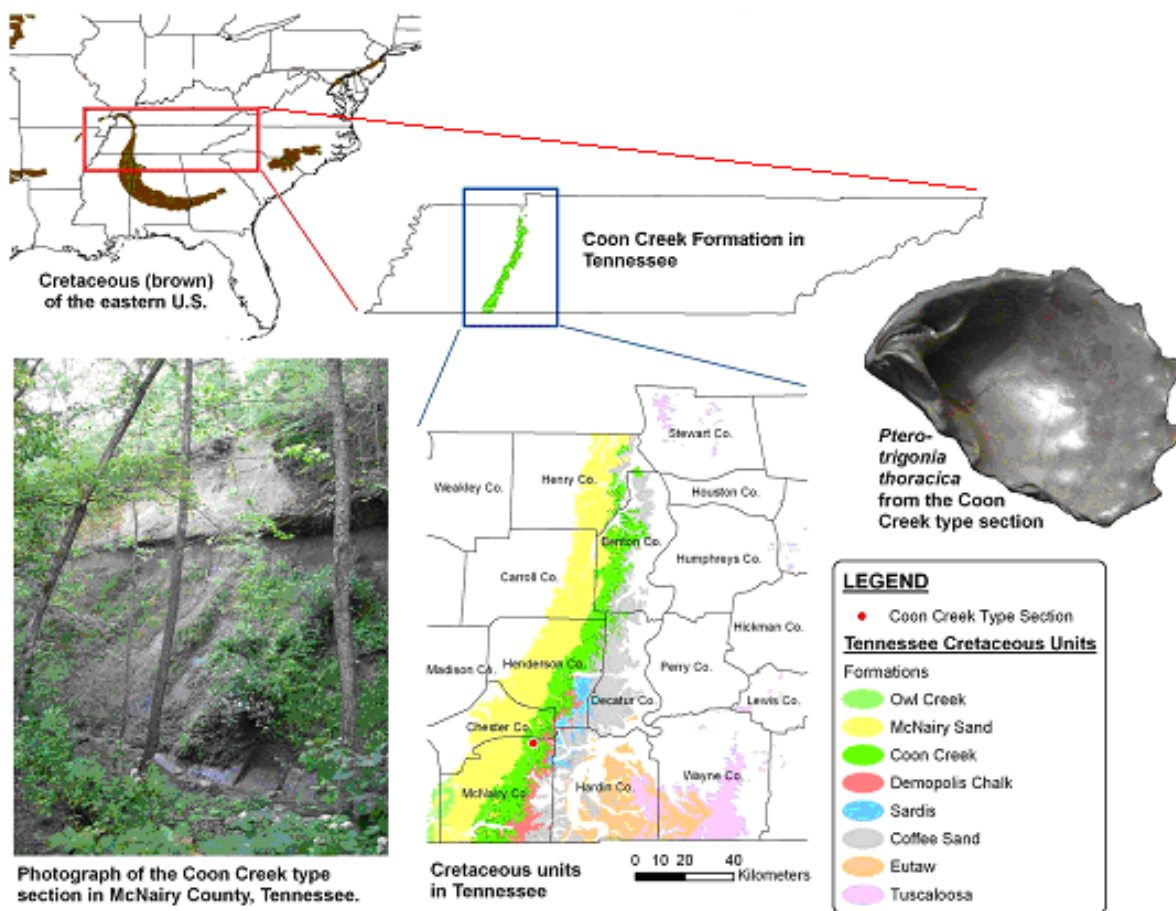 Cretaceous (brown)
of the eastern U.S.
Coon Creek Formation in
Tennessee
Ptero-
trigonia
thoracica
from the Coon
Creek type section
Stewart Co.
Weakley Co.
Henry Co.
Houston Co.
Benton Co.
Humphreys Co.
Carroll Co.
Hickman Co.
Madison Co.
Henderson Co.
Perry Co.
Decatur Co.
Lewis Co.
Chester Co.
Wayne Co.
Hardin Co.
McNairy Co.
Cretaceous units
in Tennessee
0 10 20 40
Kilometers
LEGEND
Coon Creek Type Section
Tennessee Cretaceous Units
Formations
Owl Creek
McNairy Sand
Coon Creek
Demopolis Chalk
Sardis
Coffee Sand
Eutaw
Tuscaloosa
Photograph of the Coon Creek type
section in McNairy County, Tennessee.